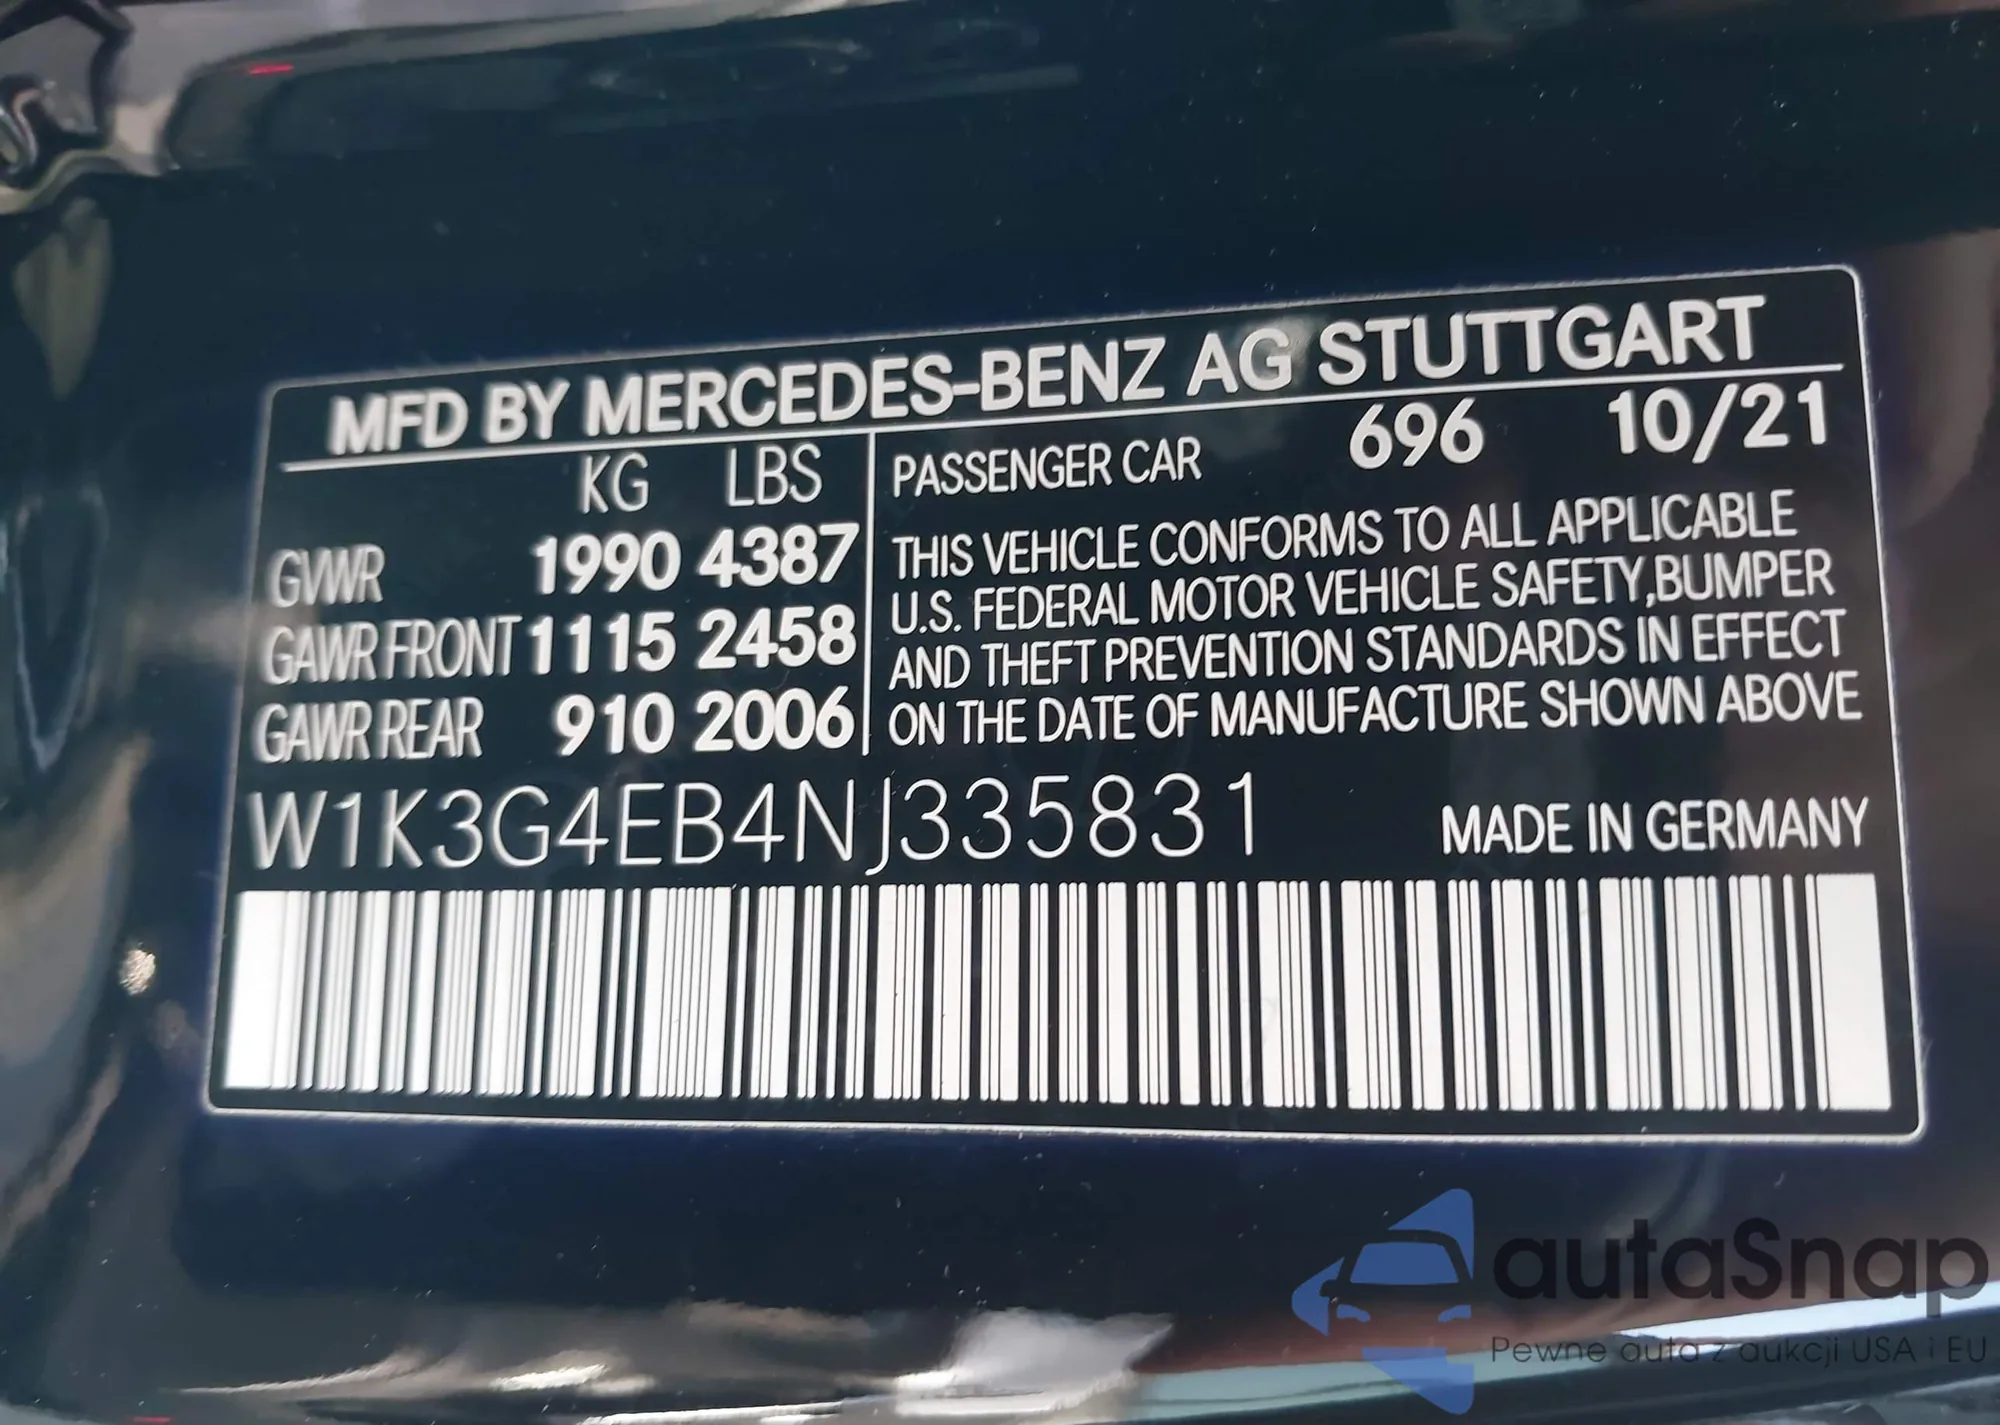 MFD BY MERCEDES-BENZ AG STUTTGART
KG LBS
GVWR 1990 4387
GAWR FRONT 1115 2458
GAWR REAR 910 2006
PASSENGER CAR 696 10/21
THIS VEHICLE CONFORMS TO ALL APPLICABLE
U.S. FEDERAL MOTOR VEHICLE SAFETY,BUMPER
AND THEFT PREVENTION STANDARDS IN EFFECT
ON THE DATE OF MANUFACTURE SHOWN ABOVE
W1K3G4EB4NJ335831 MADE IN GERMANY
autaSnap
Pewne auta z aukcji USA i EU